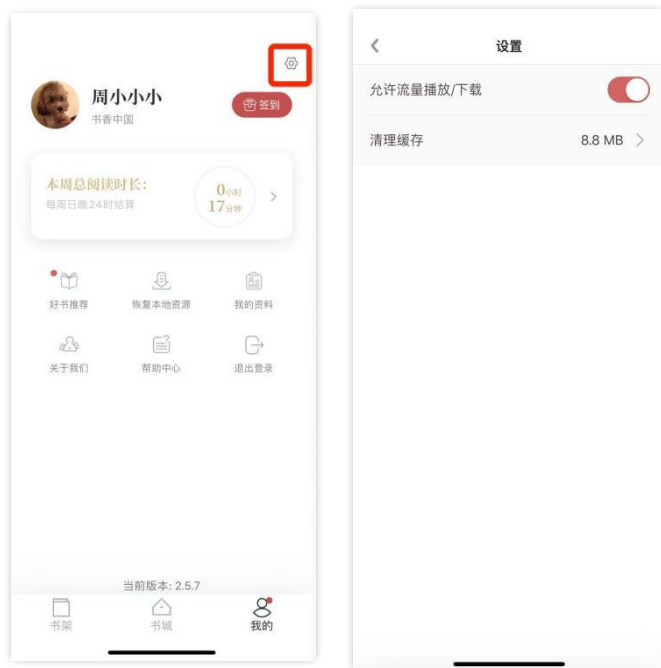 周小小小
书香中国
签到
本周总阅读时长：
每周日晚24时结算
0小时
17分钟
好书推荐
恢复本地资源
我的资料
关于我们
帮助中心
退出登录
当前版本: 2.5.7
书架
书城
我的
设置
允许流量播放/下载
清理缓存
8.8 MB